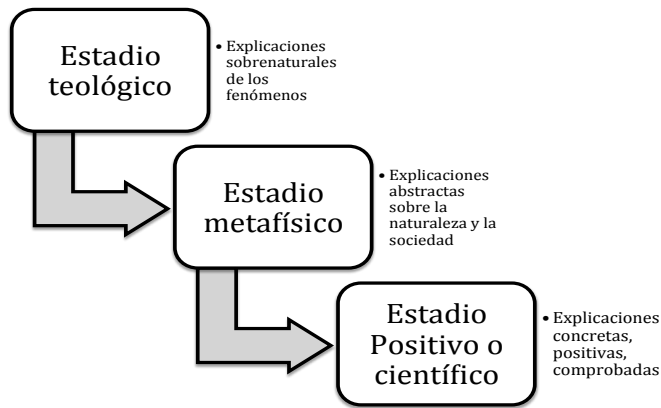 Estadio
teológico
• Explicaciones
sobrenaturales
de los
fenómenos
Estadio
metafísico
• Explicaciones
abstractas
sobre la
naturaleza y la
sociedad
Estadio
Positivo o
científico
• Explicaciones
concretas,
positivas,
comprobadas